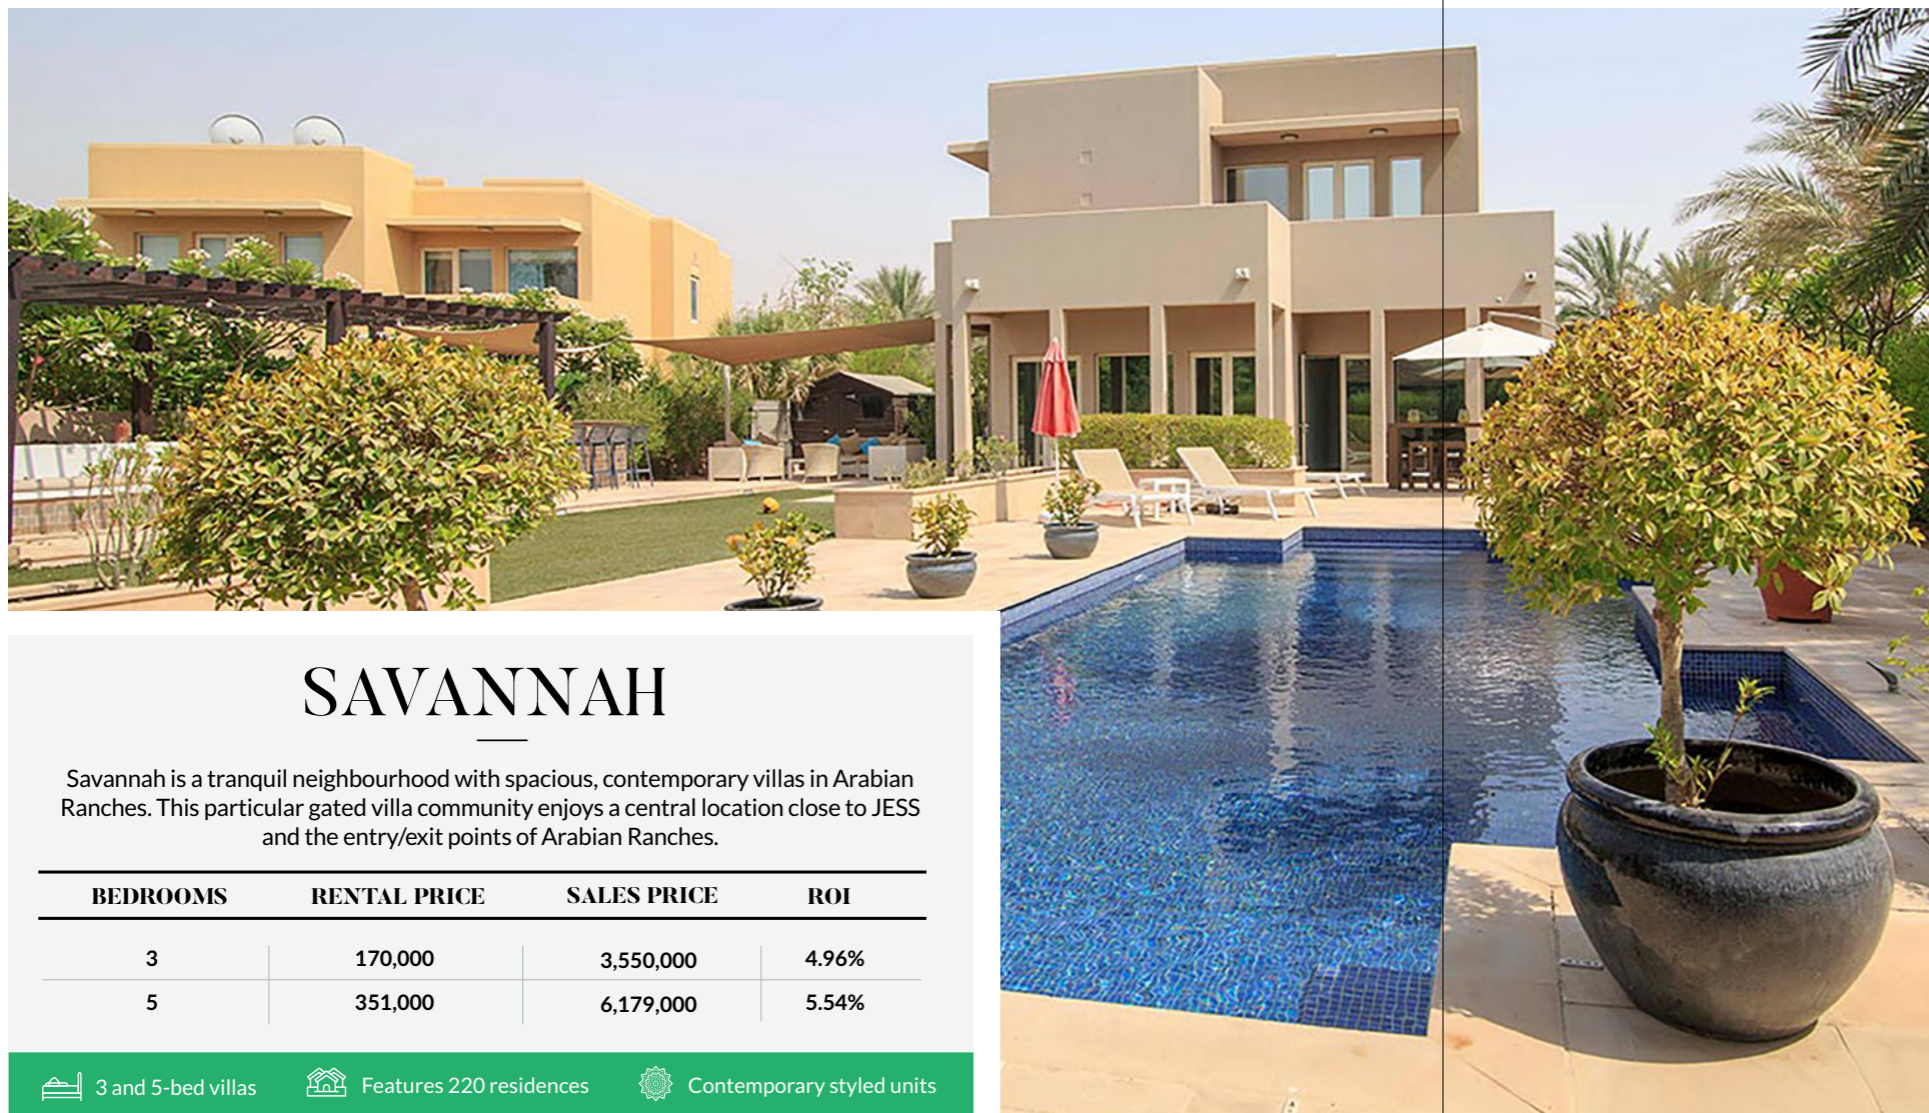 SAVANNAH
Savannah is a tranquil neighbourhood with spacious, contemporary villas in Arabian
Ranches. This particular gated villa community enjoys a central location close to JESS
and the entry/exit points of Arabian Ranches.
BEDROOMS RENTAL PRICE SALES PRICE ROI
3 170,000 3,550,000 4.96%
5 351,000 6,179,000 5.54%
3 and 5-bed villas Features 220 residences Contemporary styled units